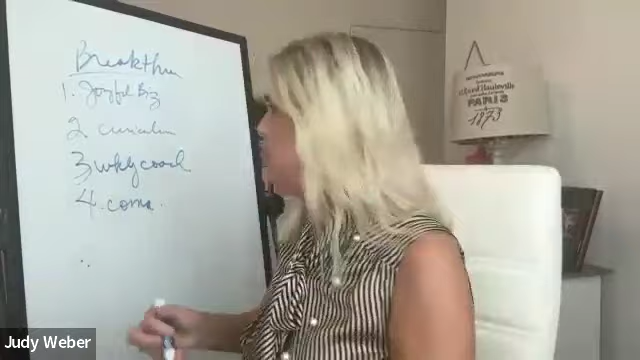 Breakthru
1. Joyful Biz
2 curriculum
3 wkly coach
4. comm.
PARIS
1873
Judy Weber